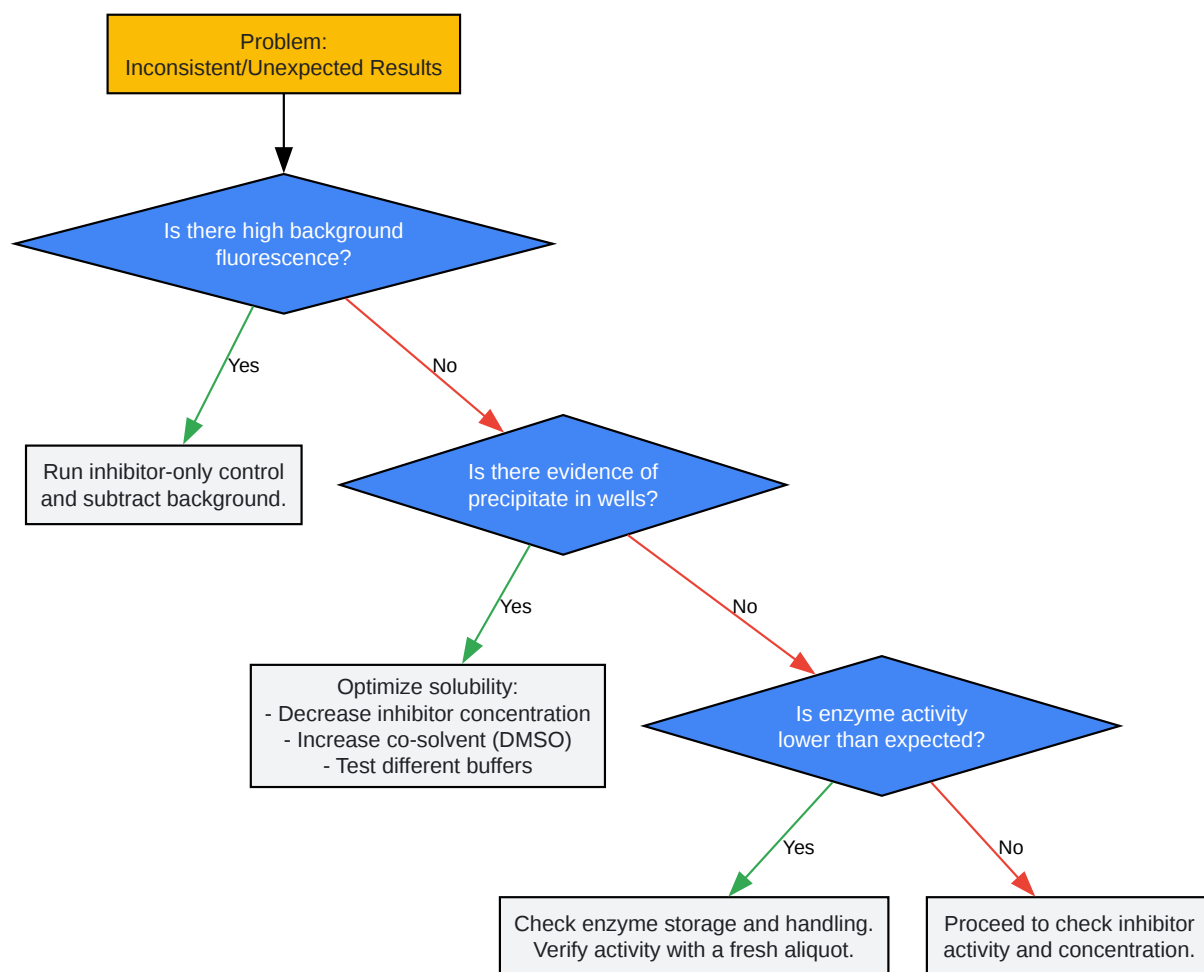 Problem:
Inconsistent/Unexpected Results
Is there high background
fluorescence?
Yes
No
Run inhibitor-only control
and subtract background.
Is there evidence of
precipitate in wells?
Yes
No
Optimize solubility:
- Decrease inhibitor concentration
- Increase co-solvent (DMSO)
- Test different buffers
Is enzyme activity
lower than expected?
Yes
No
Check enzyme storage and handling.
Verify activity with a fresh aliquot.
Proceed to check inhibitor
activity and concentration.